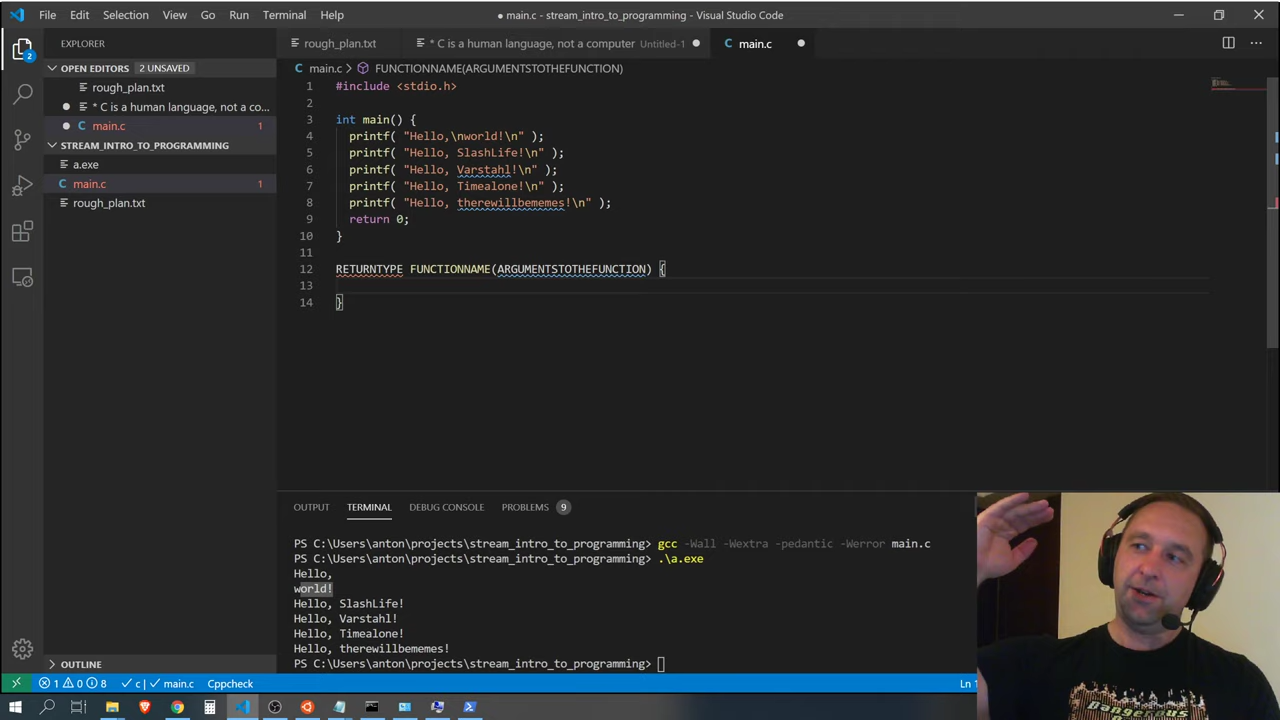 File Edit Selection View Go Run Terminal Help
● main.c - stream_intro_to_programming - Visual Studio Code
EXPLORER
rough_plan.txt
* C is a human language, not a computer Untitled-1 ●
main.c ●
2
OPEN EDITORS 2 UNSAVED
rough_plan.txt
* C is a human language, not a co...
main.c 1
STREAM_INTRO_TO_PROGRAMMING
a.exe
main.c 1
rough_plan.txt
C main.c > FUNCTIONNAME(ARGUMENTSTOTHEFUNCTION)
1 #include <stdio.h>
2
3 int main() {
4 printf( "Hello,\nworld!\n" );
5 printf( "Hello, SlashLife!\n" );
6 printf( "Hello, Varstahl!\n" );
7 printf( "Hello, Timealone!\n" );
8 printf( "Hello, therewillbememes!\n" );
9 return 0;
10 }
11
12 RETURNTYPE FUNCTIONNAME(ARGUMENTSTOTHEFUNCTION) {
13
14 }
OUTPUT TERMINAL DEBUG CONSOLE PROBLEMS 9
PS C:\Users\anton\projects\stream_intro_to_programming> gcc -Wall -Wextra -pedantic -Werror main.c
PS C:\Users\anton\projects\stream_intro_to_programming> .\a.exe
Hello,
world!
Hello, SlashLife!
Hello, Varstahl!
Hello, Timealone!
Hello, therewillbememes!
PS C:\Users\anton\projects\stream_intro_to_programming>
OUTLINE
1 0 8 ✓ c | ✓ main.c Cppcheck
Ln 1
Dangerous